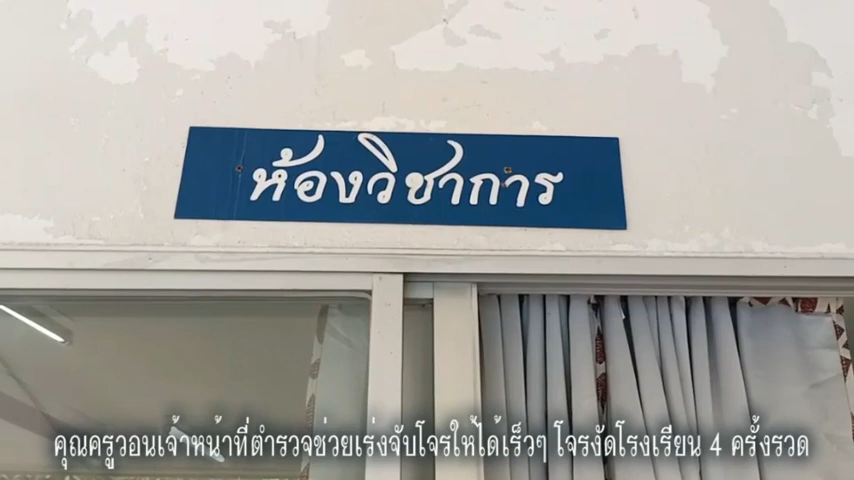 ห้องวิชาการ
คุณครูวอนเจ้าหน้าที่ตำรวจช่วยเร่งจับโจรให้ได้เร็วๆ โจรงัดโรงเรียน 4 ครั้งรวด